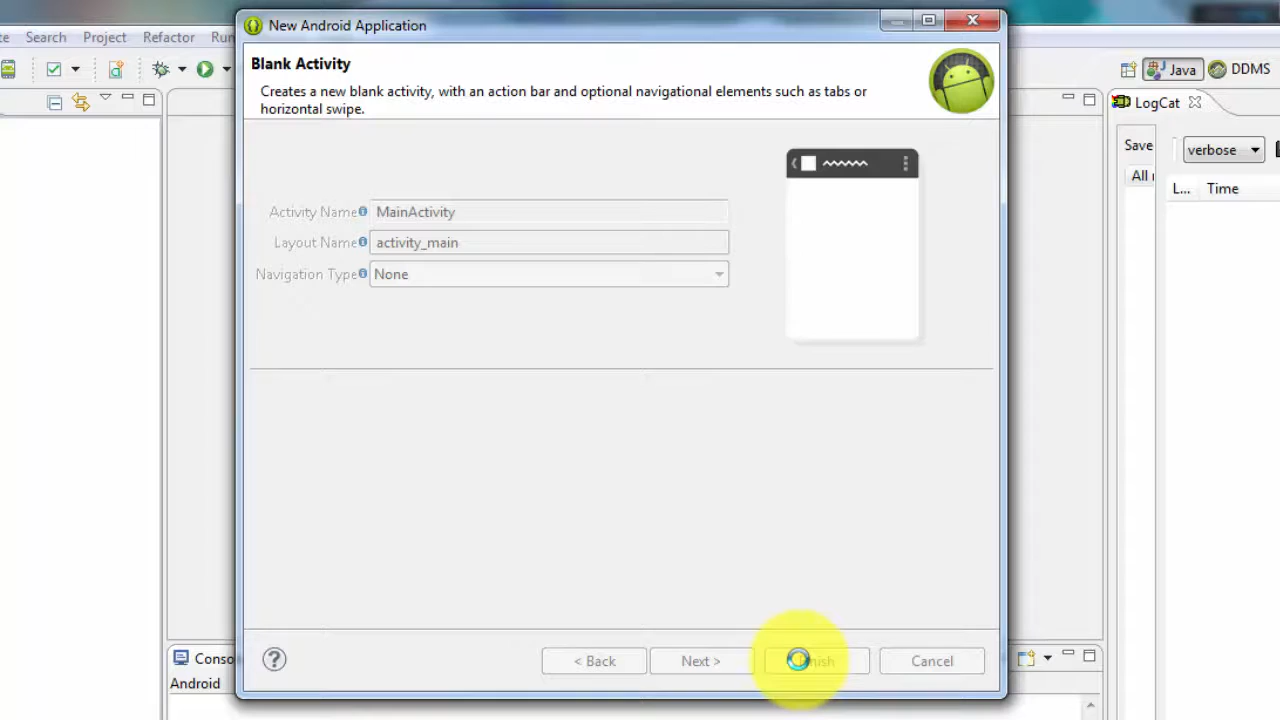 New Android Application
Search Project Refactor
Blank Activity
Creates a new blank activity, with an action bar and optional navigational elements such as tabs or
horizontal swipe.
Java
DDMS
LogCat
Save
verbose
L... Time
Activity Name MainActivity
Layout Name activity_main
Navigation Type None
< Back
Next >
Cancel
Android